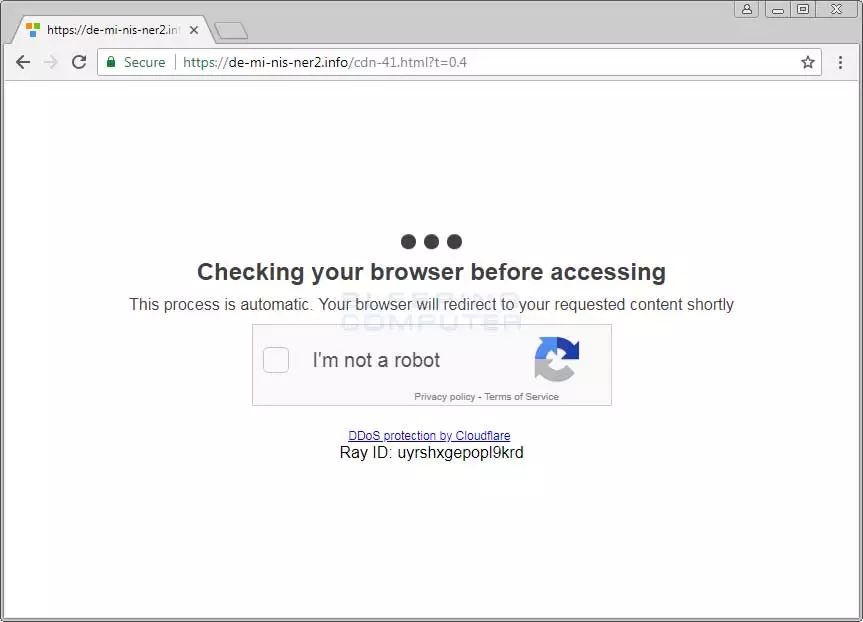 https://de-mi-nis-ner2.inf
Secure
https://de-mi-nis-ner2.info/cdn-41.html?t=0.4
Checking your browser before accessing
This process is automatic. Your browser will redirect to your requested content shortly
BLEEPING
COMPUTER
I'm not a robot
Privacy policy - Terms of Service
DDoS protection by Cloudflare
Ray ID: uyrshxgepopl9krd